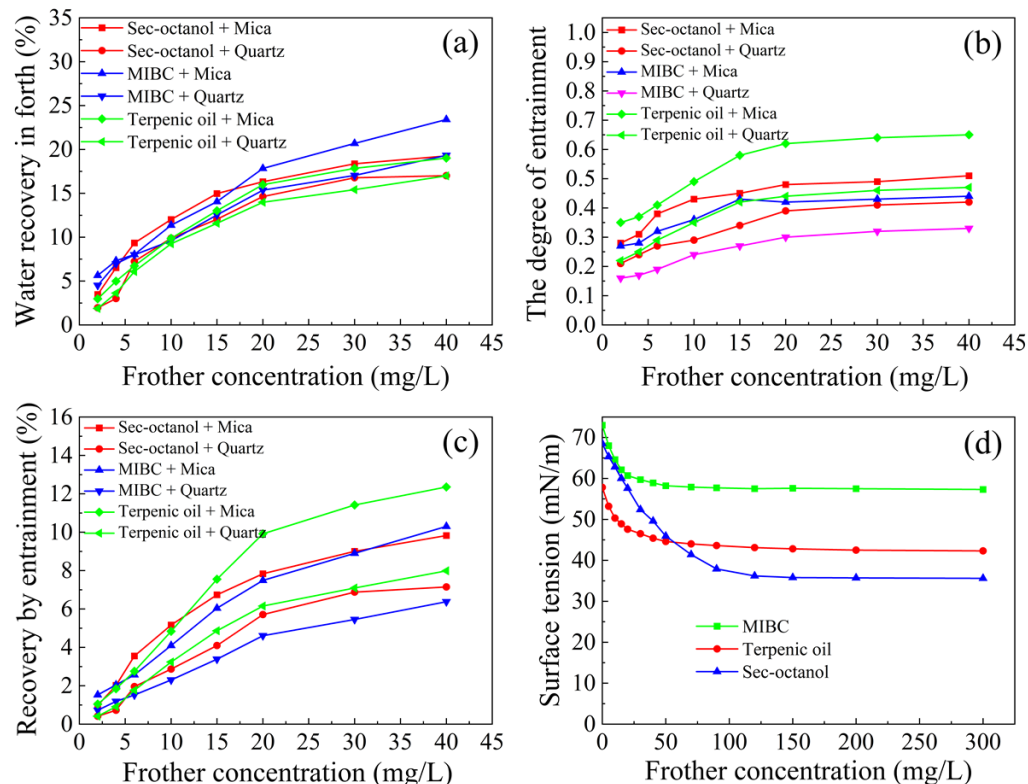 (a)
Water recovery in forth (%)
35
30
25
20
15
10
5
0
Sec-octanol + Mica
Sec-octanol + Quartz
MIBC + Mica
MIBC + Quartz
Terpenic oil + Mica
Terpenic oil + Quartz
0 5 10 15 20 25 30 35 40 45
Frother concentration (mg/L)
(b)
The degree of entrainment
1.0
0.9
0.8
0.7
0.6
0.5
0.4
0.3
0.2
0.1
0.0
Sec-octanol + Mica
Sec-octanol + Quartz
MIBC + Mica
MIBC + Quartz
Terpenic oil + Mica
Terpenic oil + Quartz
0 5 10 15 20 25 30 35 40 45
Frother concentration (mg/L)
(c)
Recovery by entrainment (%)
16
14
12
10
8
6
4
2
0
Sec-octanol + Mica
Sec-octanol + Quartz
MIBC + Mica
MIBC + Quartz
Terpenic oil + Mica
Terpenic oil + Quartz
0 5 10 15 20 25 30 35 40 45
Frother concentration (mg/L)
(d)
Surface tension (mN/m)
70
60
50
40
30
20
10
0
MIBC
Terpenic oil
Sec-octanol
0 50 100 150 200 250 300
Frother concentration (mg/L)